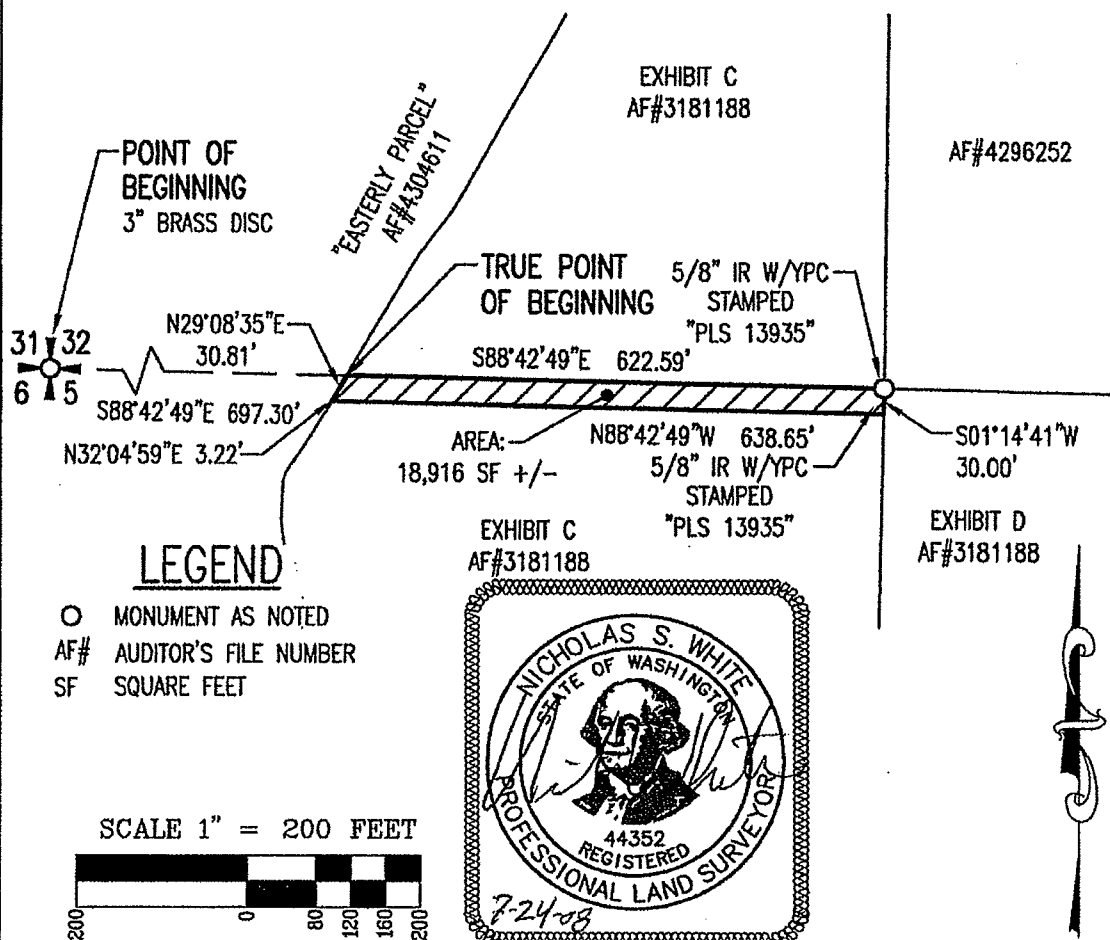 EXHIBIT C
AF#3181188
"EASTERLY PARCEL"
AF#4304611
AF#4296252
POINT OF
BEGINNING
3" BRASS DISC
TRUE POINT
OF BEGINNING
5/8" IR W/YPC
STAMPED
"PLS 13935"
31 32
6 5
N29°08'35"E
30.81'
S88°42'49"E 622.59'
S88°42'49"E 697.30'
N32°04'59"E 3.22'
AREA:
18,916 SF +/-
N88°42'49"W 638.65'
5/8" IR W/YPC
STAMPED
"PLS 13935"
S01°14'41"W
30.00'
EXHIBIT C
AF#3181188
EXHIBIT D
AF#3181188
LEGEND
MONUMENT AS NOTED
AF# AUDITOR'S FILE NUMBER
SF SQUARE FEET
NICHOLAS S. WHITE
STATE OF WASHINGTON
44352
REGISTERED
PROFESSIONAL LAND SURVEYOR
7-24-08
SCALE 1" = 200 FEET
200 0 80 120 160 200